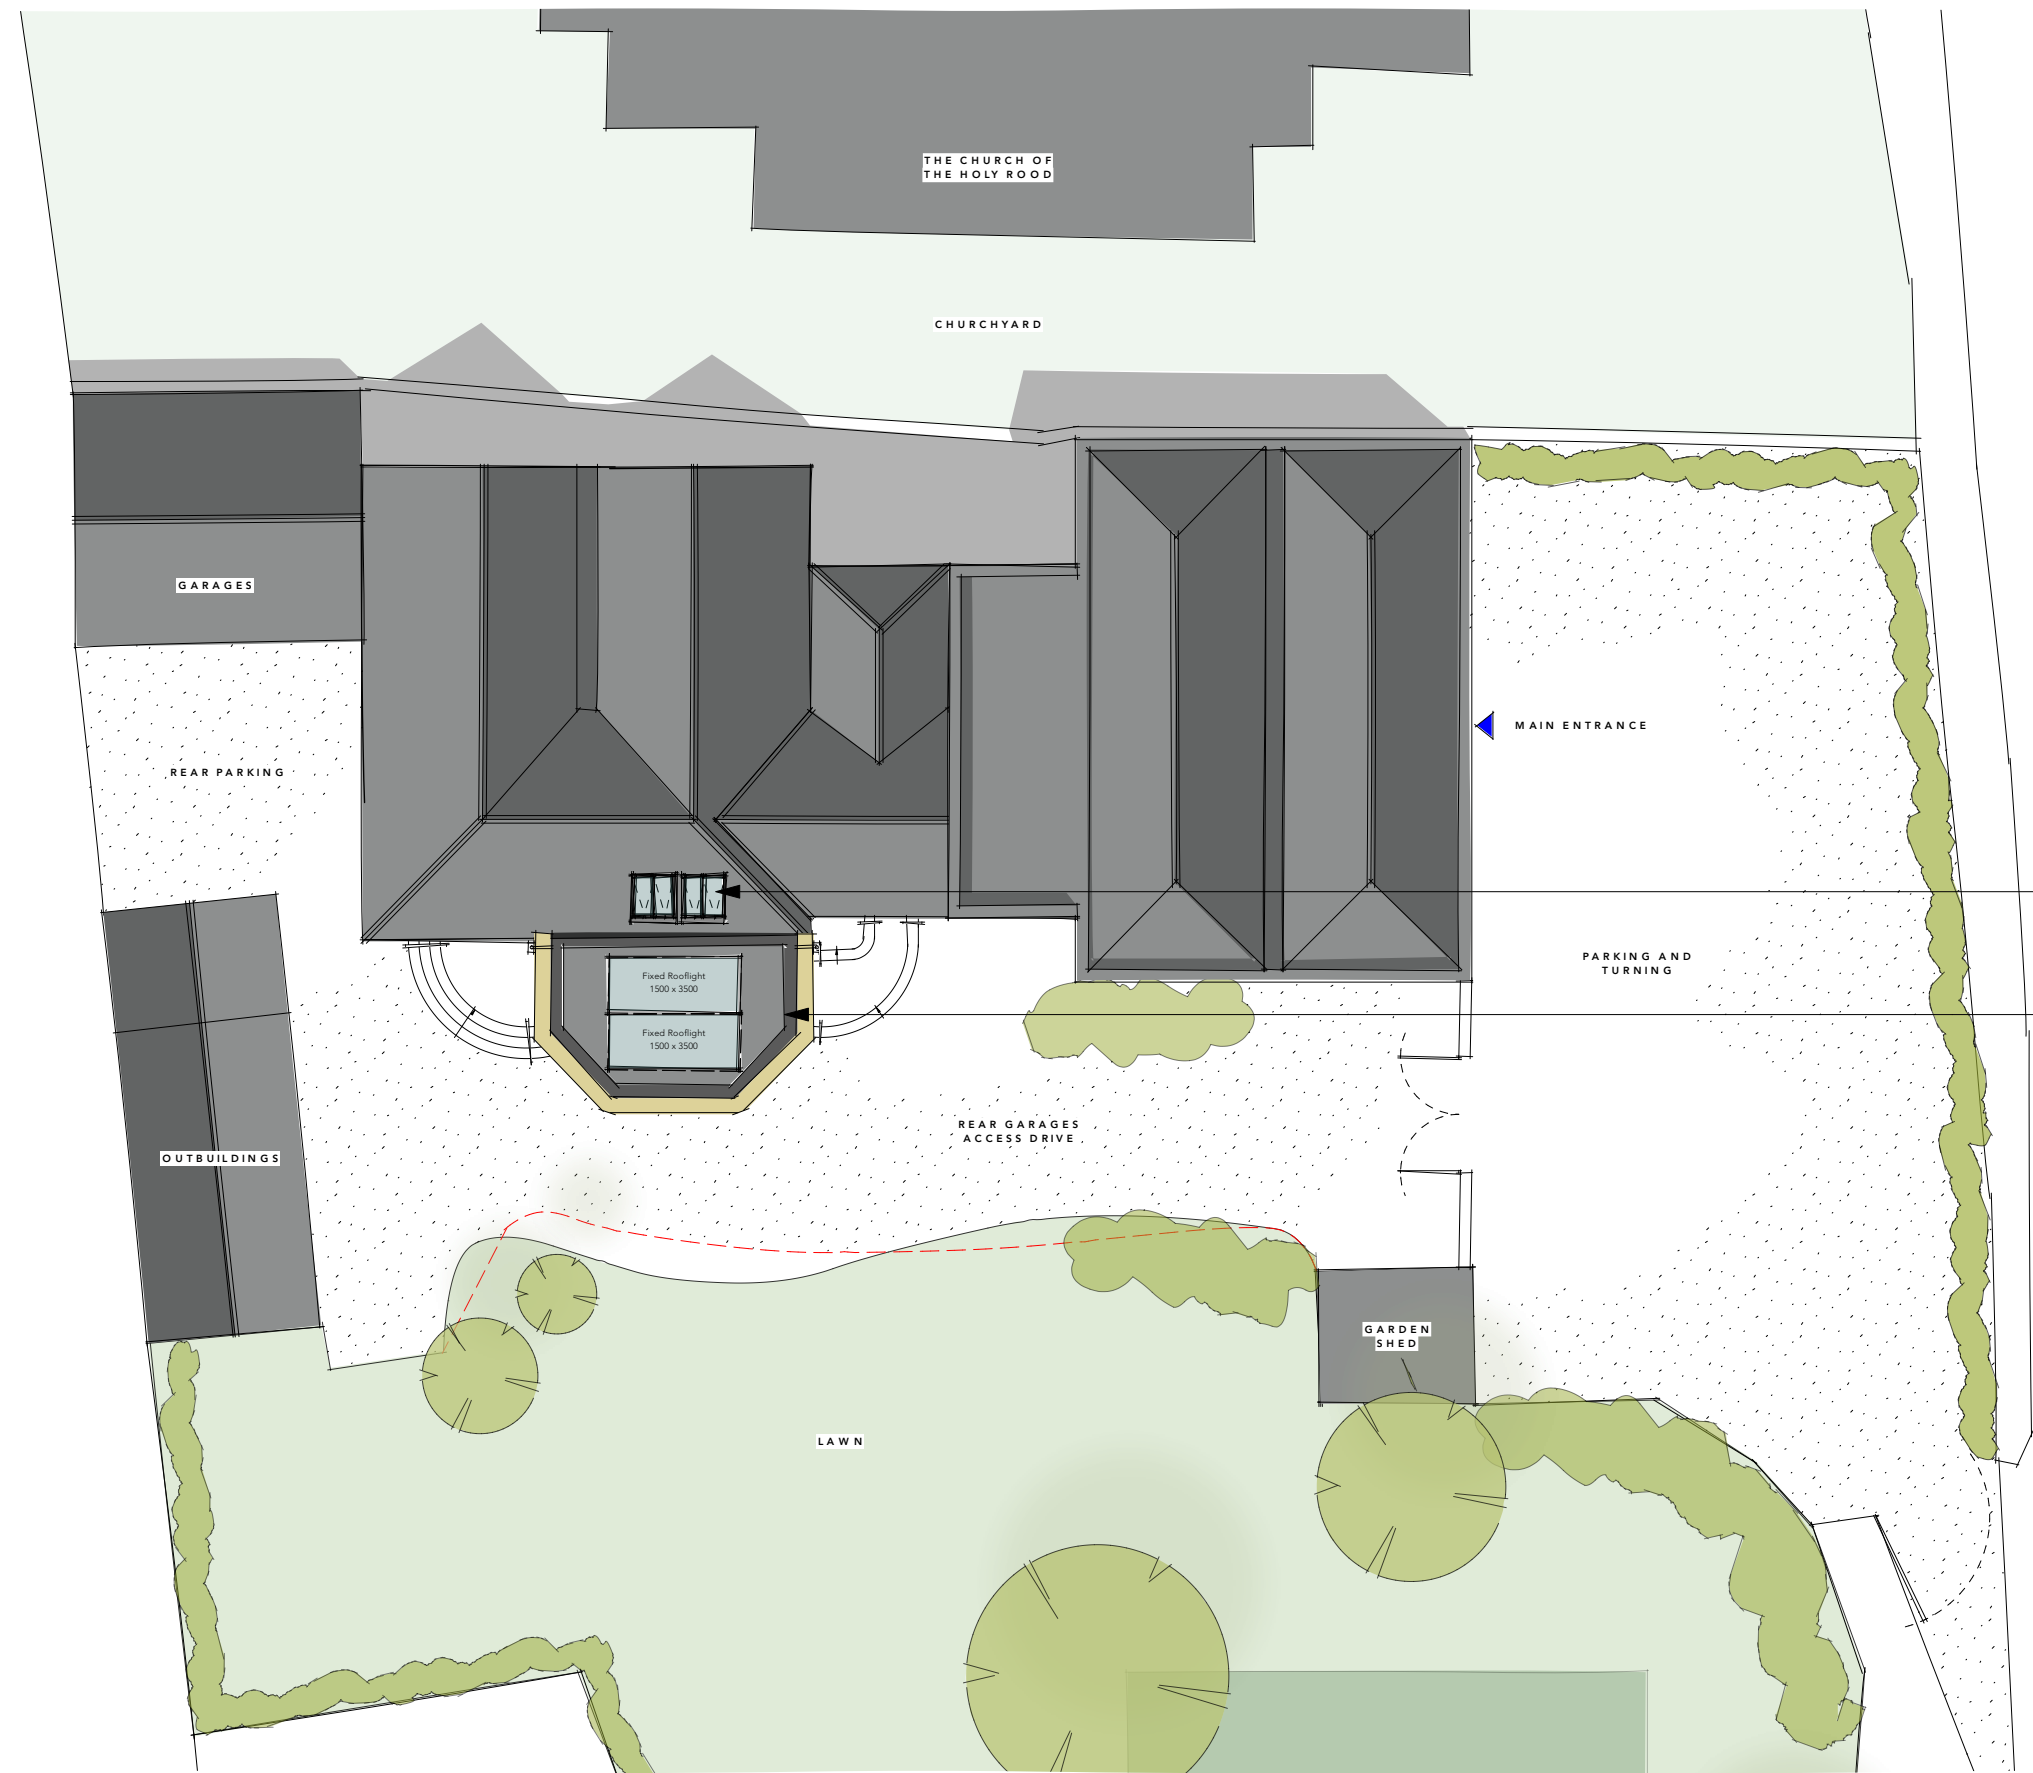 THE CHURCH OF
THE HOLY ROOD
CHURCHYARD
GARAGES
MAIN ENTRANCE
REAR PARKING
PARKING AND
TURNING
Fixed Rooflight
1500 x 3500
Fixed Rooflight
1500 x 3500
REAR GARAGES
ACCESS DRIVE
OUTBUILDINGS
GARDEN
SHED
LAWN